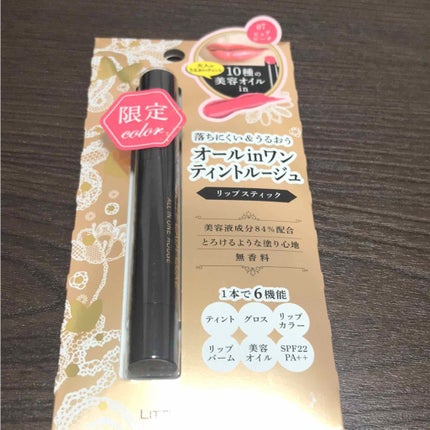 07
大人の
10種の
美容オイル
in
限定
color
落ちにくい&うるおう
オールinワン
ティントルージュ
リップスティック
美容液成分84%配合
とろけるような塗り心地
無香料
1本で6機能
ティント
グロス
リップ
カラー
リップ
バーム
美容
オイル
SPF22
PA++
ALL IN ONE ROUGE